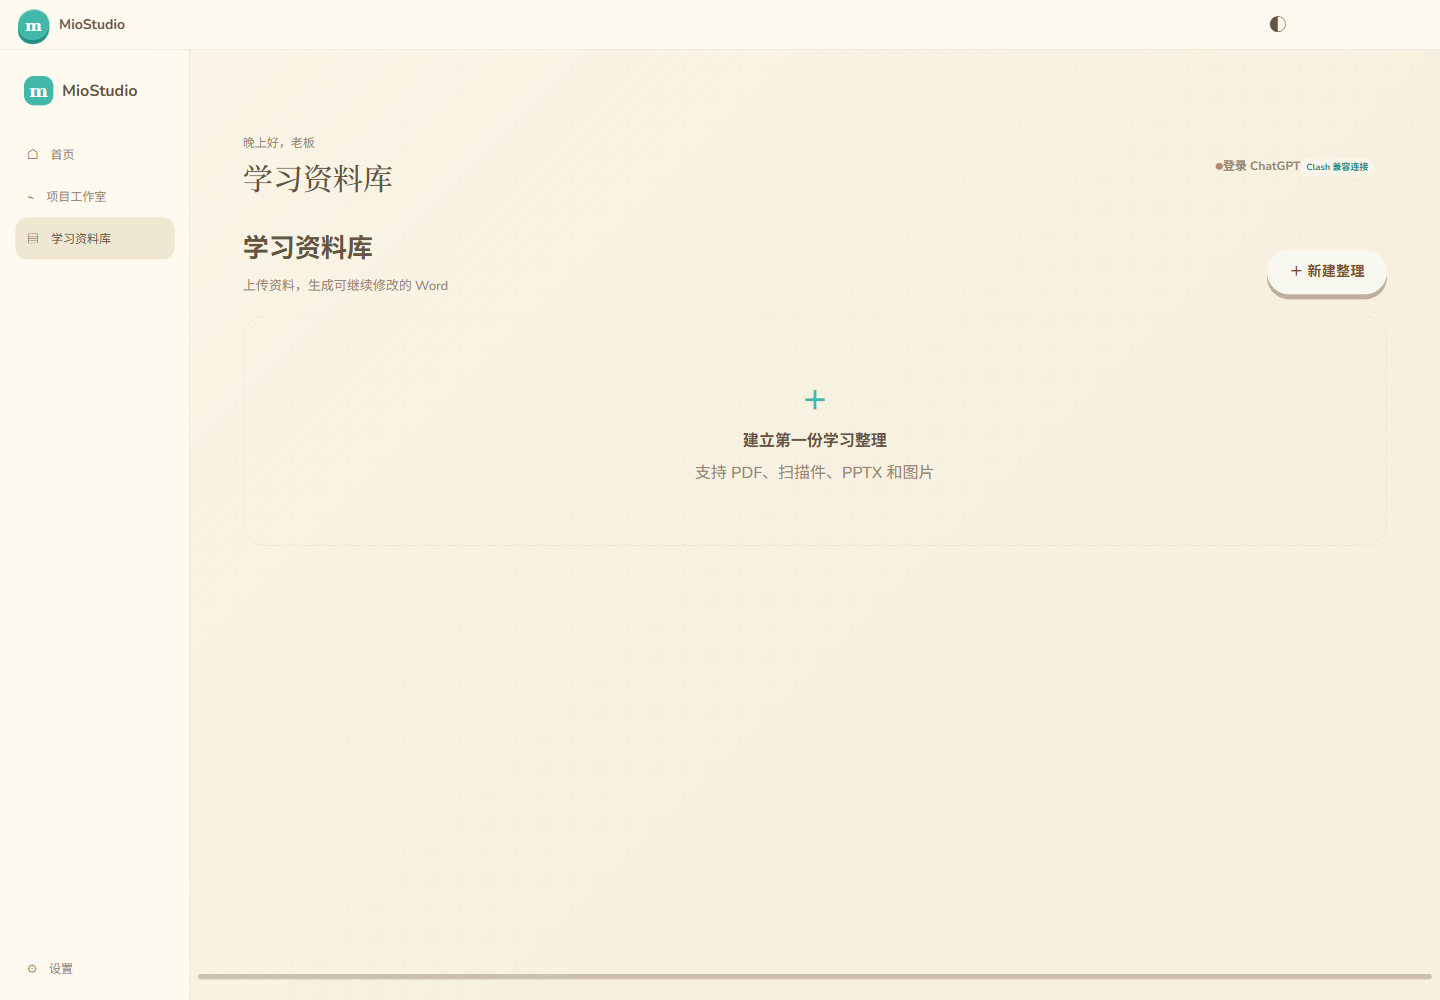 m MioStudio
m MioStudio
首页
项目工作室
学习资料库
设置
晚上好，老板
学习资料库
登录 ChatGPT Clash 兼容连接
学习资料库
上传资料，生成可继续修改的 Word
+ 新建整理
+
建立第一份学习整理
支持 PDF、扫描件、PPTX 和图片